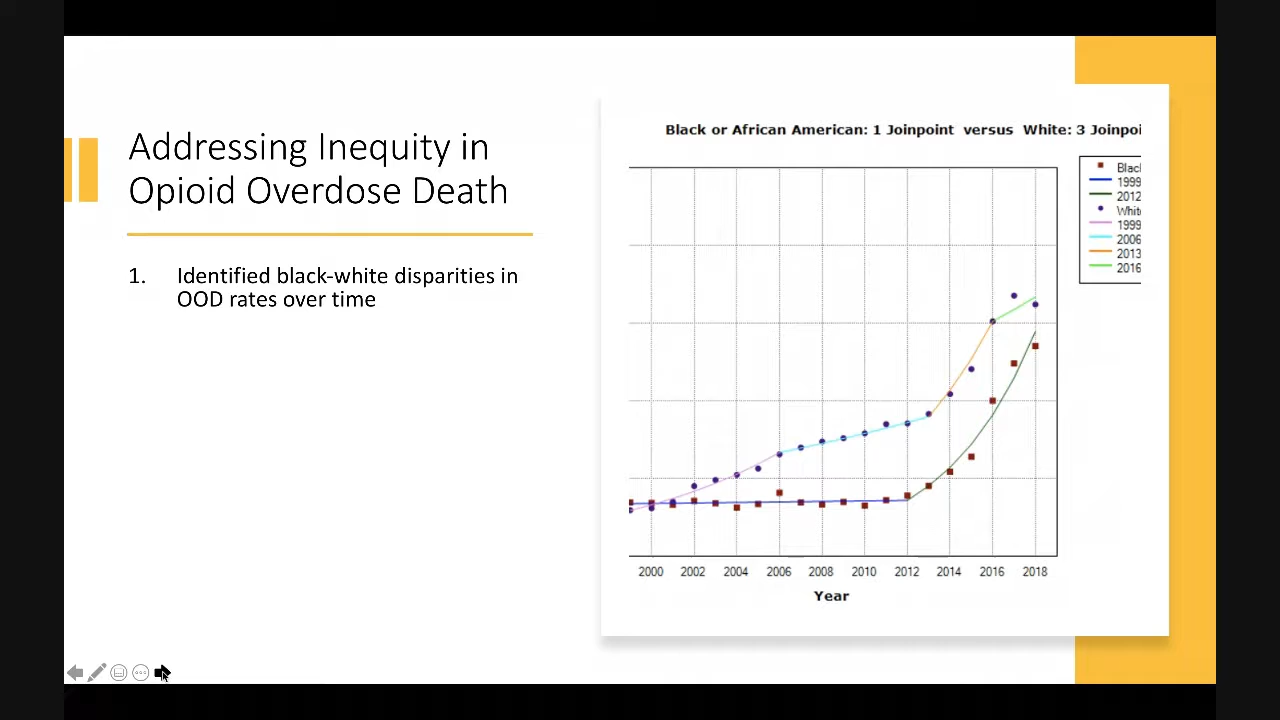 Addressing Inequity in
Opioid Overdose Death
1. Identified black-white disparities in
OOD rates over time
Black or African American: 1 Joinpoint versus White: 3 Joinpoi
Black
1999
2012
Whit
1999
2006
2013
2016
2000 2002 2004 2006 2008 2010 2012 2014 2016 2018
Year